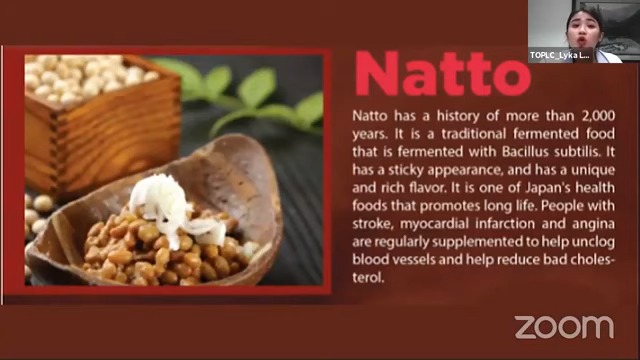 TOPLC_Lyka L...
Natto
Natto has a history of more than 2,000
years. It is a traditional fermented food
that is fermented with Bacillus subtilis. It
has a sticky appearance, and has a unique
and rich flavor. It is one of Japan's health
foods that promotes long life. People with
stroke, myocardial infarction and angina
are regularly supplemented to help unclog
blood vessels and help reduce bad choles-
terol.
zoom